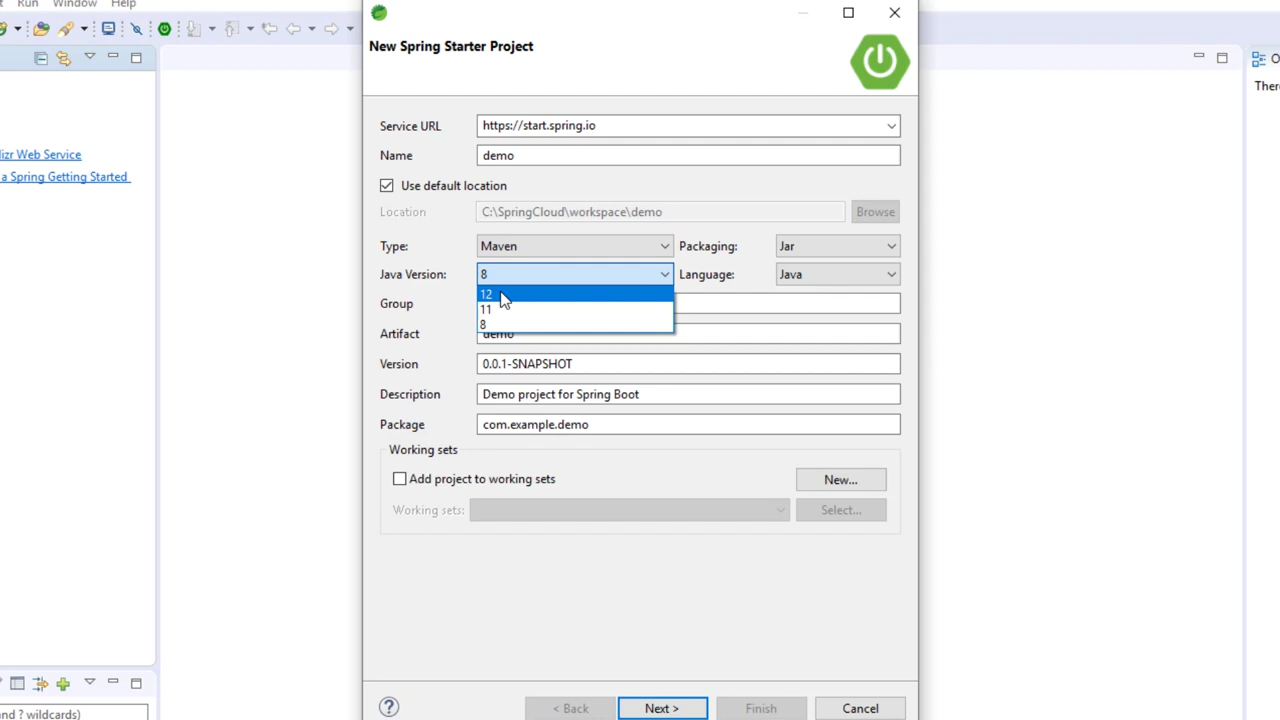 Run Window Help
New Spring Starter Project
Service URL https://start.spring.io
Name demo
Use default location
Location C:\SpringCloud\workspace\demo Browse
Type: Maven Packaging: Jar
Java Version: 8 Language: Java
12
11
8
Group
Artifact demo
Version 0.0.1-SNAPSHOT
Description Demo project for Spring Boot
Package com.example.demo
Working sets
Add project to working sets New...
Working sets: Select...
< Back Next > Finish Cancel
lizr Web Service
a Spring Getting Started
and ? wildcards)
O
Ther